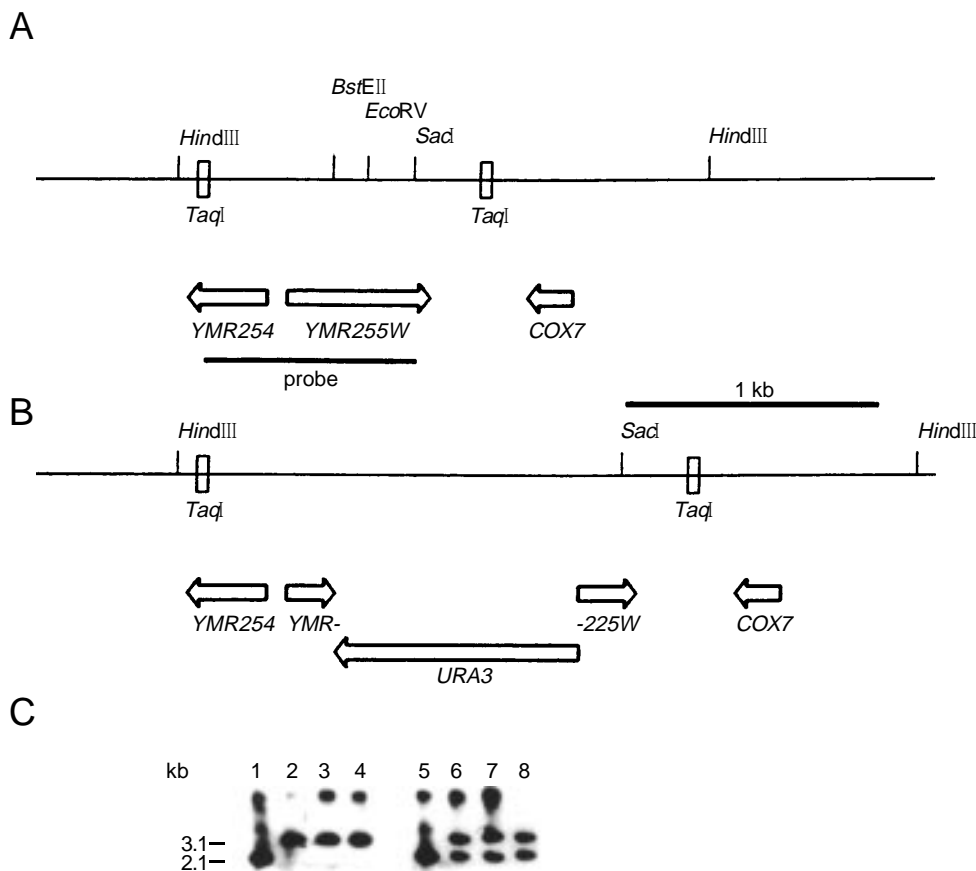 A
BstEⅡ
EcoRV
HindⅢ
SacⅠ
HindⅢ
TaqⅠ
TaqⅠ
YMR254
YMR255W
COX7
probe
1 kb
B
HindⅢ
SacⅠ
HindⅢ
TaqⅠ
TaqⅠ
YMR254
YMR-
-225W
COX7
URA3
C
kb 1 2 3 4 5 6 7 8
3.1
2.1